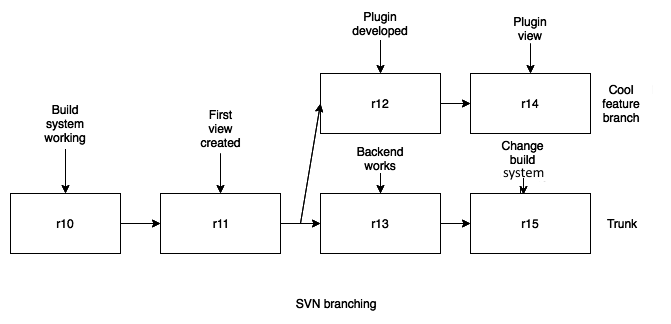 Plugin
developed
Plugin
view
r12
r14
Cool
feature
branch
Build
system
working
First
view
created
Backend
works
Change
build
system
r10
r11
r13
r15
Trunk
SVN branching